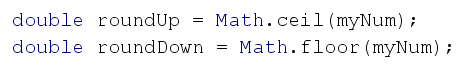 double roundUp = Math.ceil(myNum);
double roundDown = Math.floor(myNum);